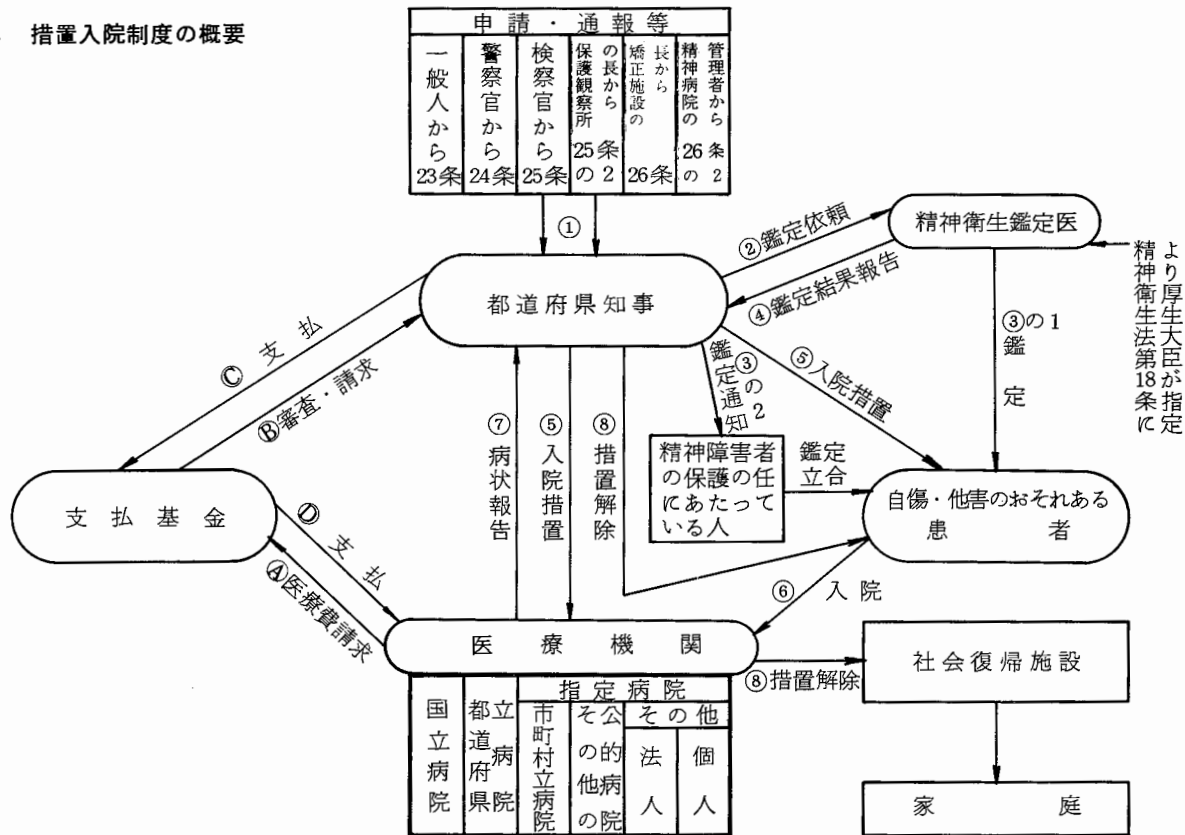 措置入院制度の概要
申請・通報等
一般人から 23条
警察官から 24条
検察官から 25条
保護観察所の長から 25条の2
矯正施設の長から 26条
精神病院の管理者から 26条の2
①
②鑑定依頼
精神衛生鑑定医
④鑑定結果報告
精神衛生法第18条により厚生大臣が指定
都道府県知事
③の1
鑑定
③の2
鑑定通知
⑤入院措置
Ⓒ支払
Ⓑ審査・請求
⑦病状報告
⑤入院措置
⑧措置解除
精神障害者
の保護の任
にあたって
いる人
鑑定
立合
自傷・他害のおそれある
患者
支払基金
Ⓓ支払
Ⓐ医療費請求
⑥入院
医療機関
⑧措置解除
社会復帰施設
家庭
国立病院
都道府県立病院
指定病院
市町村立病院
その他の公的病院
その他
法人
個人